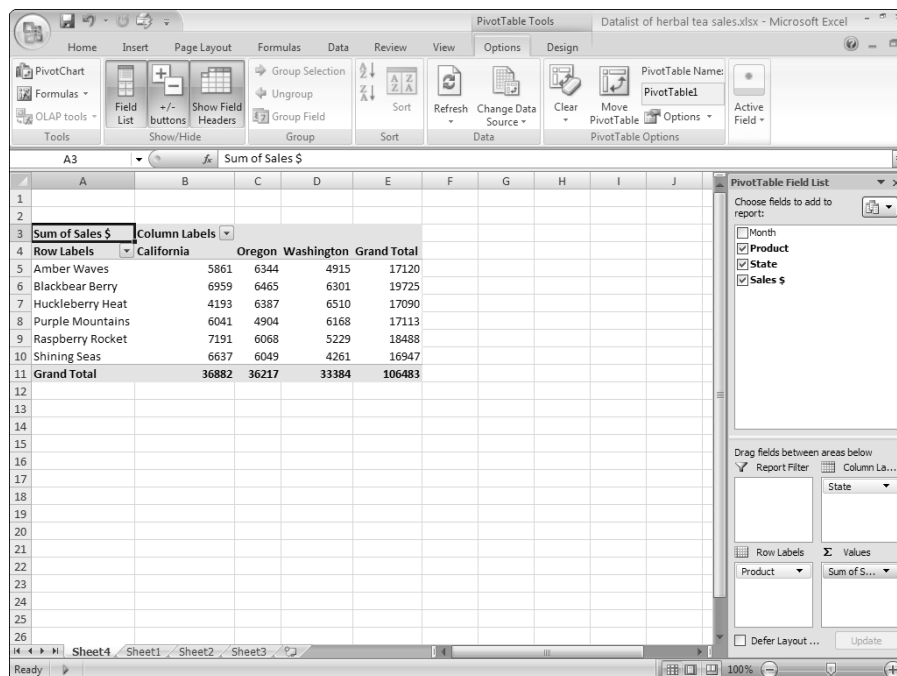 PivotTable Tools
Datalist of herbal tea sales.xlsx - Microsoft Excel
Home Insert Page Layout Formulas Data Review View Options Design
PivotChart
Formulas
OLAP tools
Tools
Field List
+/- buttons
Show Field Headers
Show/Hide
Group Selection
Ungroup
Group Field
Group
Sort
Sort
Refresh
Change Data Source
Data
Clear
Move PivotTable
PivotTable Name:
PivotTable1
Options
PivotTable Options
Active Field
A3 fx Sum of Sales $
A B C D E F G H I J
1
2
3 Sum of Sales $ Column Labels
4 Row Labels California Oregon Washington Grand Total
5 Amber Waves 5861 6344 4915 17120
6 Blackbear Berry 6959 6465 6301 19725
7 Huckleberry Heat 4193 6387 6510 17090
8 Purple Mountains 6041 4904 6168 17113
9 Raspberry Rocket 7191 6068 5229 18488
10 Shining Seas 6637 6049 4261 16947
11 Grand Total 36882 36217 33384 106483
12
13
14
15
16
17
18
19
20
21
22
23
24
25
26
PivotTable Field List
Choose fields to add to
report:
Month
Product
State
Sales $
Drag fields between areas below
Report Filter Column La...
State
Row Labels Σ Values
Product Sum of S...
Defer Layout ... Update
Sheet4 Sheet1 Sheet2 Sheet3
Ready 100%